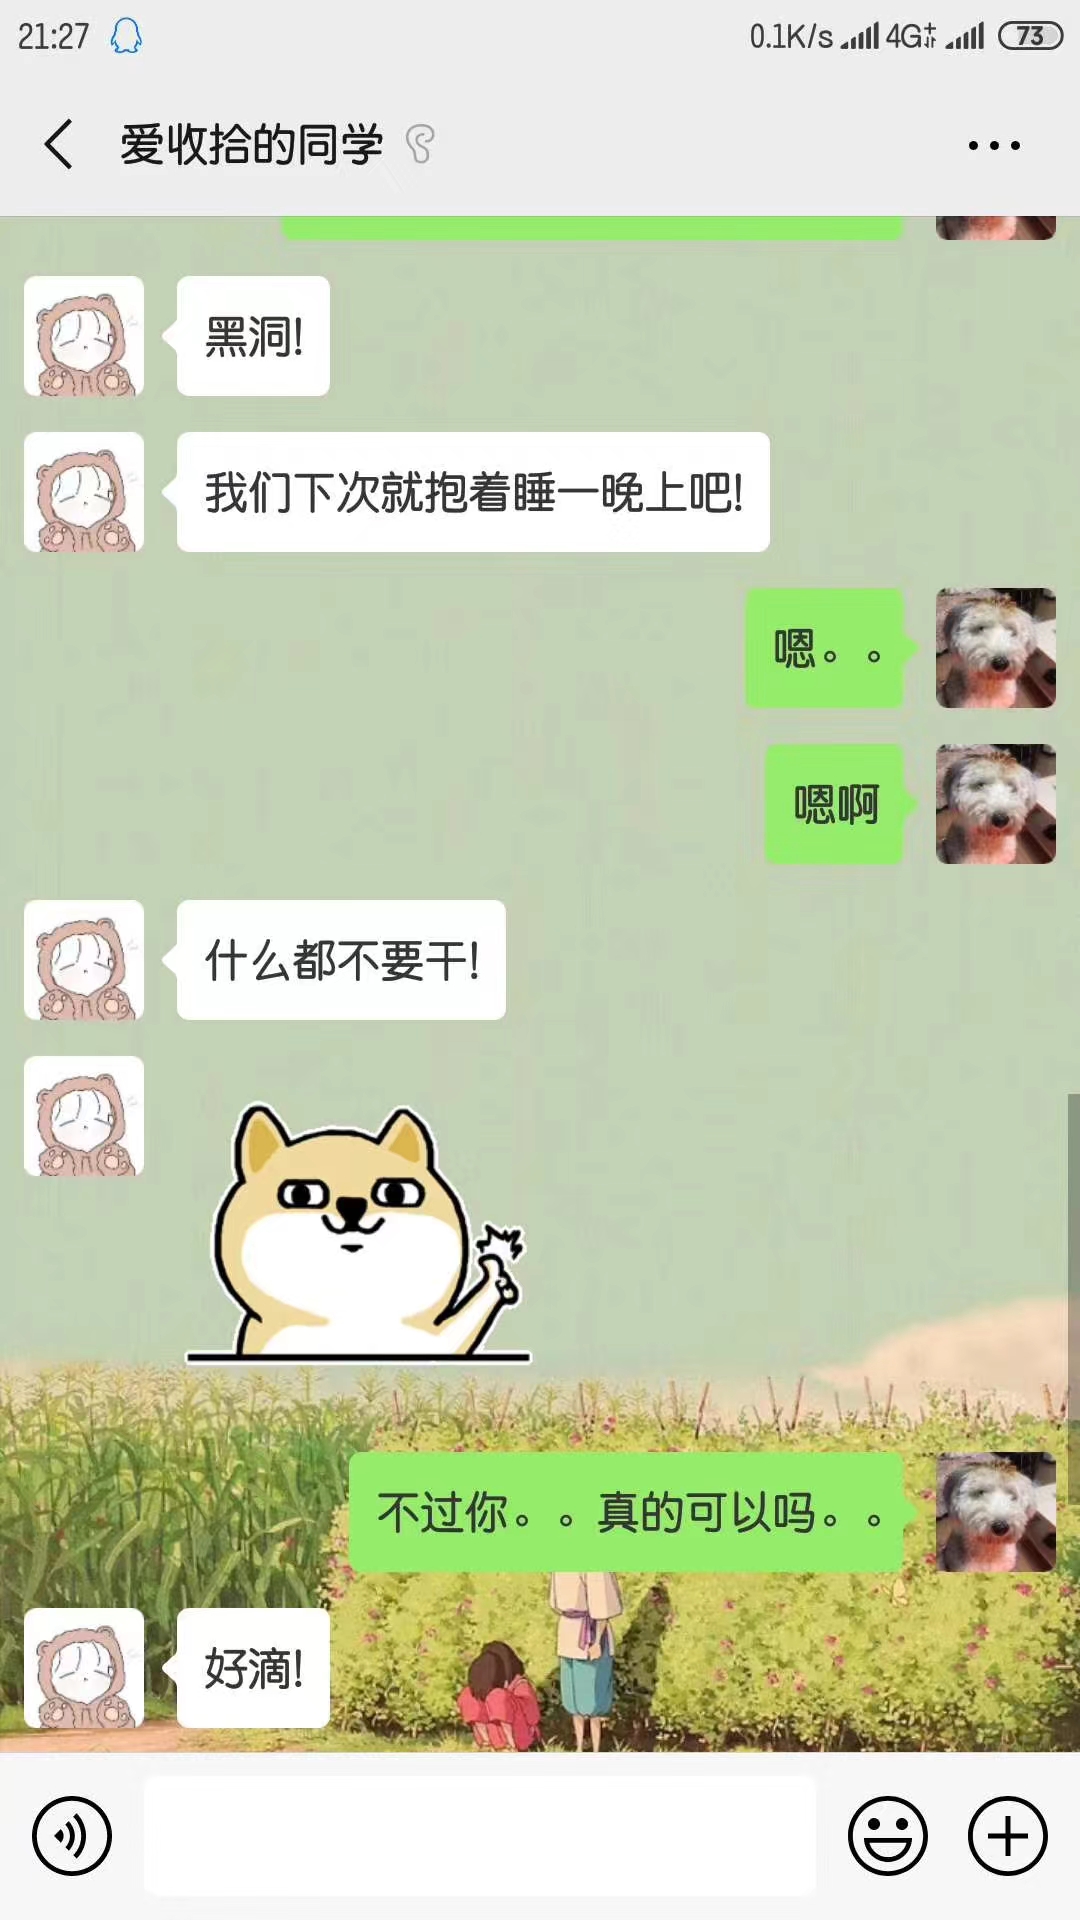 21:27 0.1K/s 4G 73
爱收拾的同学
黑洞!
我们下次就抱着睡一晚上吧!
嗯。。
嗯啊
什么都不要干!
不过你。。真的可以吗。。
好滴!